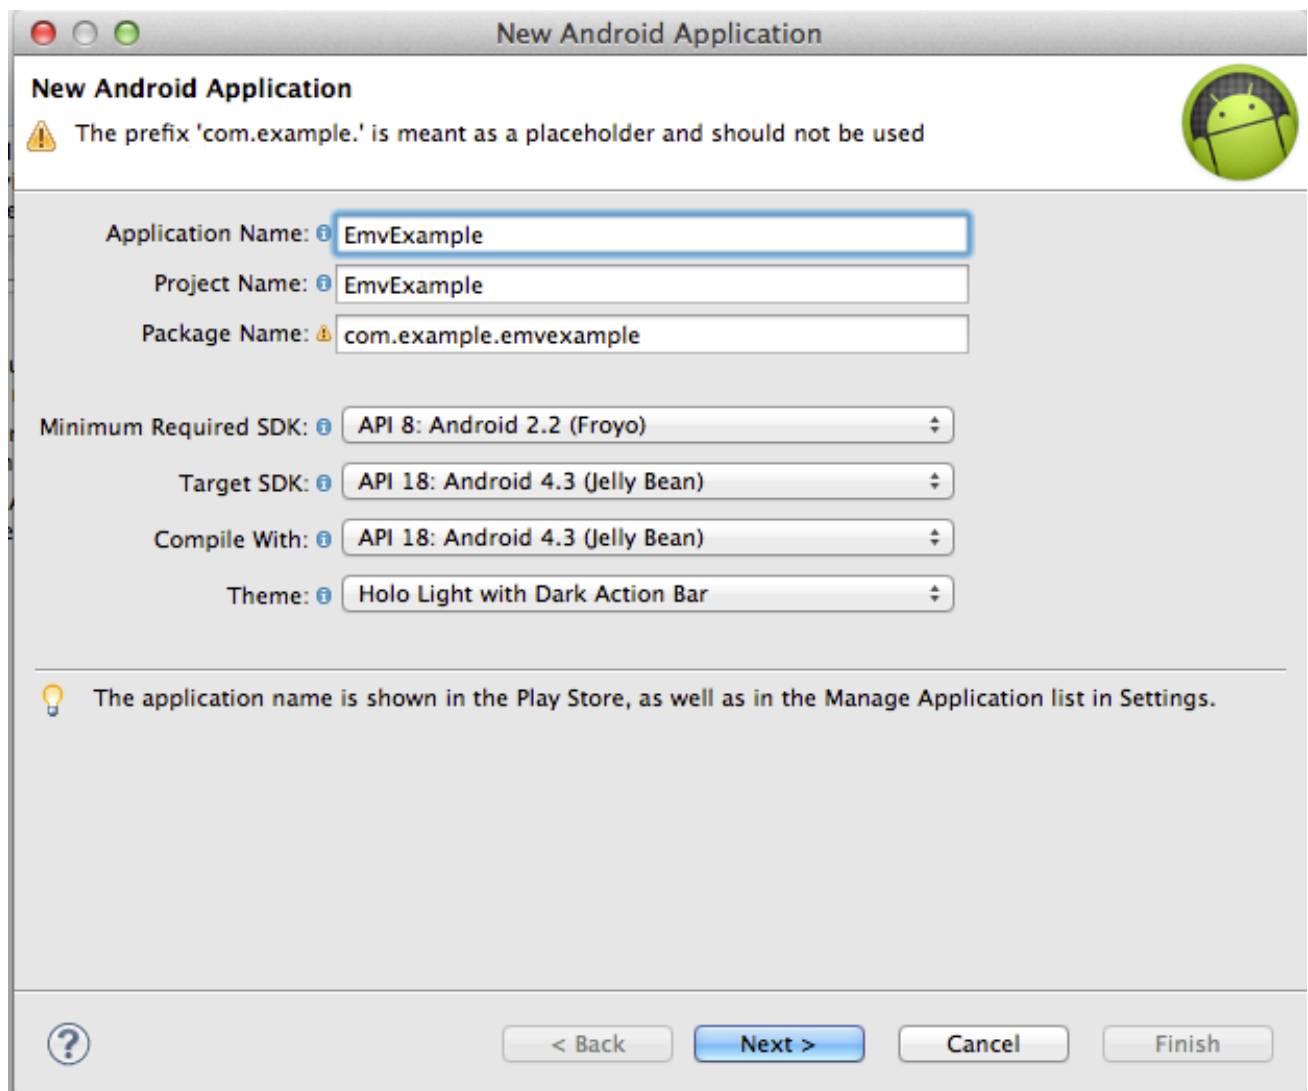 New Android Application
New Android Application
The prefix 'com.example.' is meant as a placeholder and should not be used
Application Name: EmvExample
Project Name: EmvExample
Package Name: com.example.emvexample
Minimum Required SDK: API 8: Android 2.2 (Froyo)
Target SDK: API 18: Android 4.3 (Jelly Bean)
Compile With: API 18: Android 4.3 (Jelly Bean)
Theme: Holo Light with Dark Action Bar
The application name is shown in the Play Store, as well as in the Manage Application list in Settings.
? < Back Next > Cancel Finish